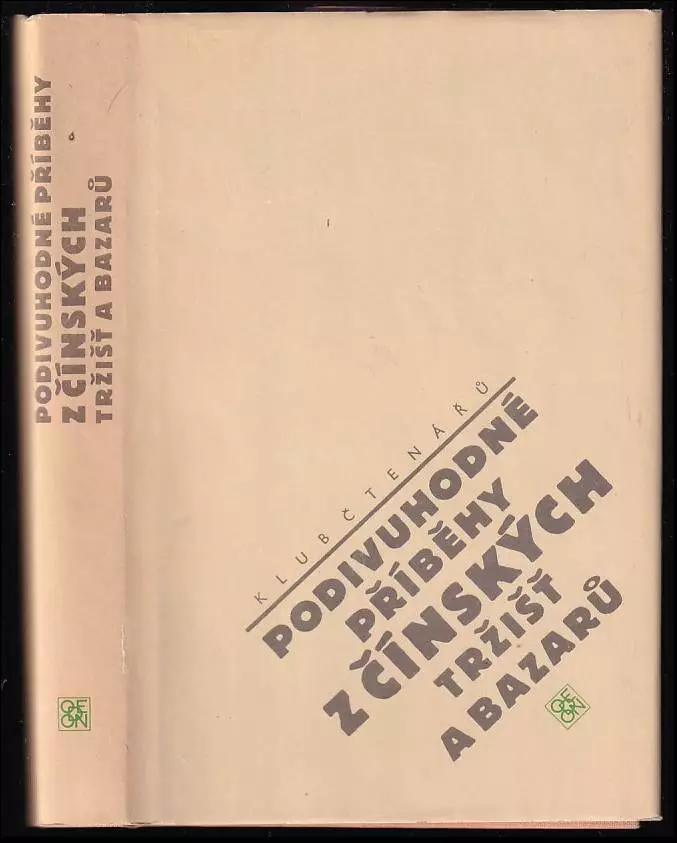 PODIVUHODNÉ PŘÍBĚHY
Z ČÍNSKÝCH
TRŽIŠŤ A BAZARŮ
ODEON
KLUB ČTENÁŘŮ
PODIVUHODNÉ
PŘÍBĚHY
Z ČÍNSKÝCH
TRŽIŠŤ
A BAZARŮ
ODEON